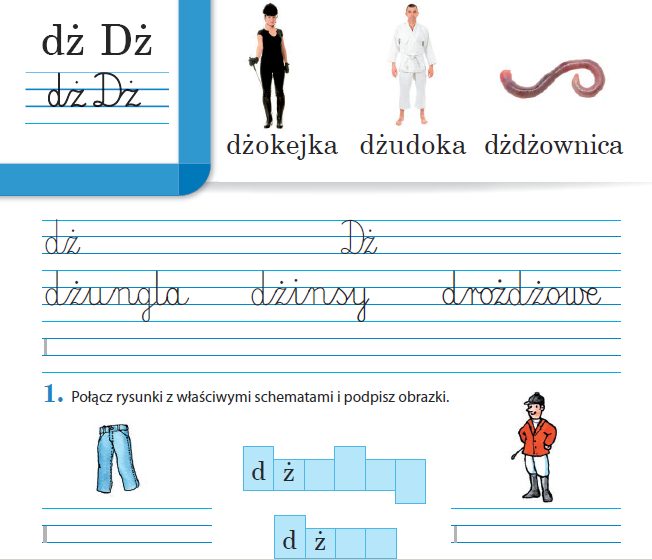 dż Dż
dż Dż
dżokejka dżudoka dżdżownica
dż Dż
dżungla dżinsy drożdżowe
1. Połącz rysunki z właściwymi schematami i podpisz obrazki.
d ż
d ż